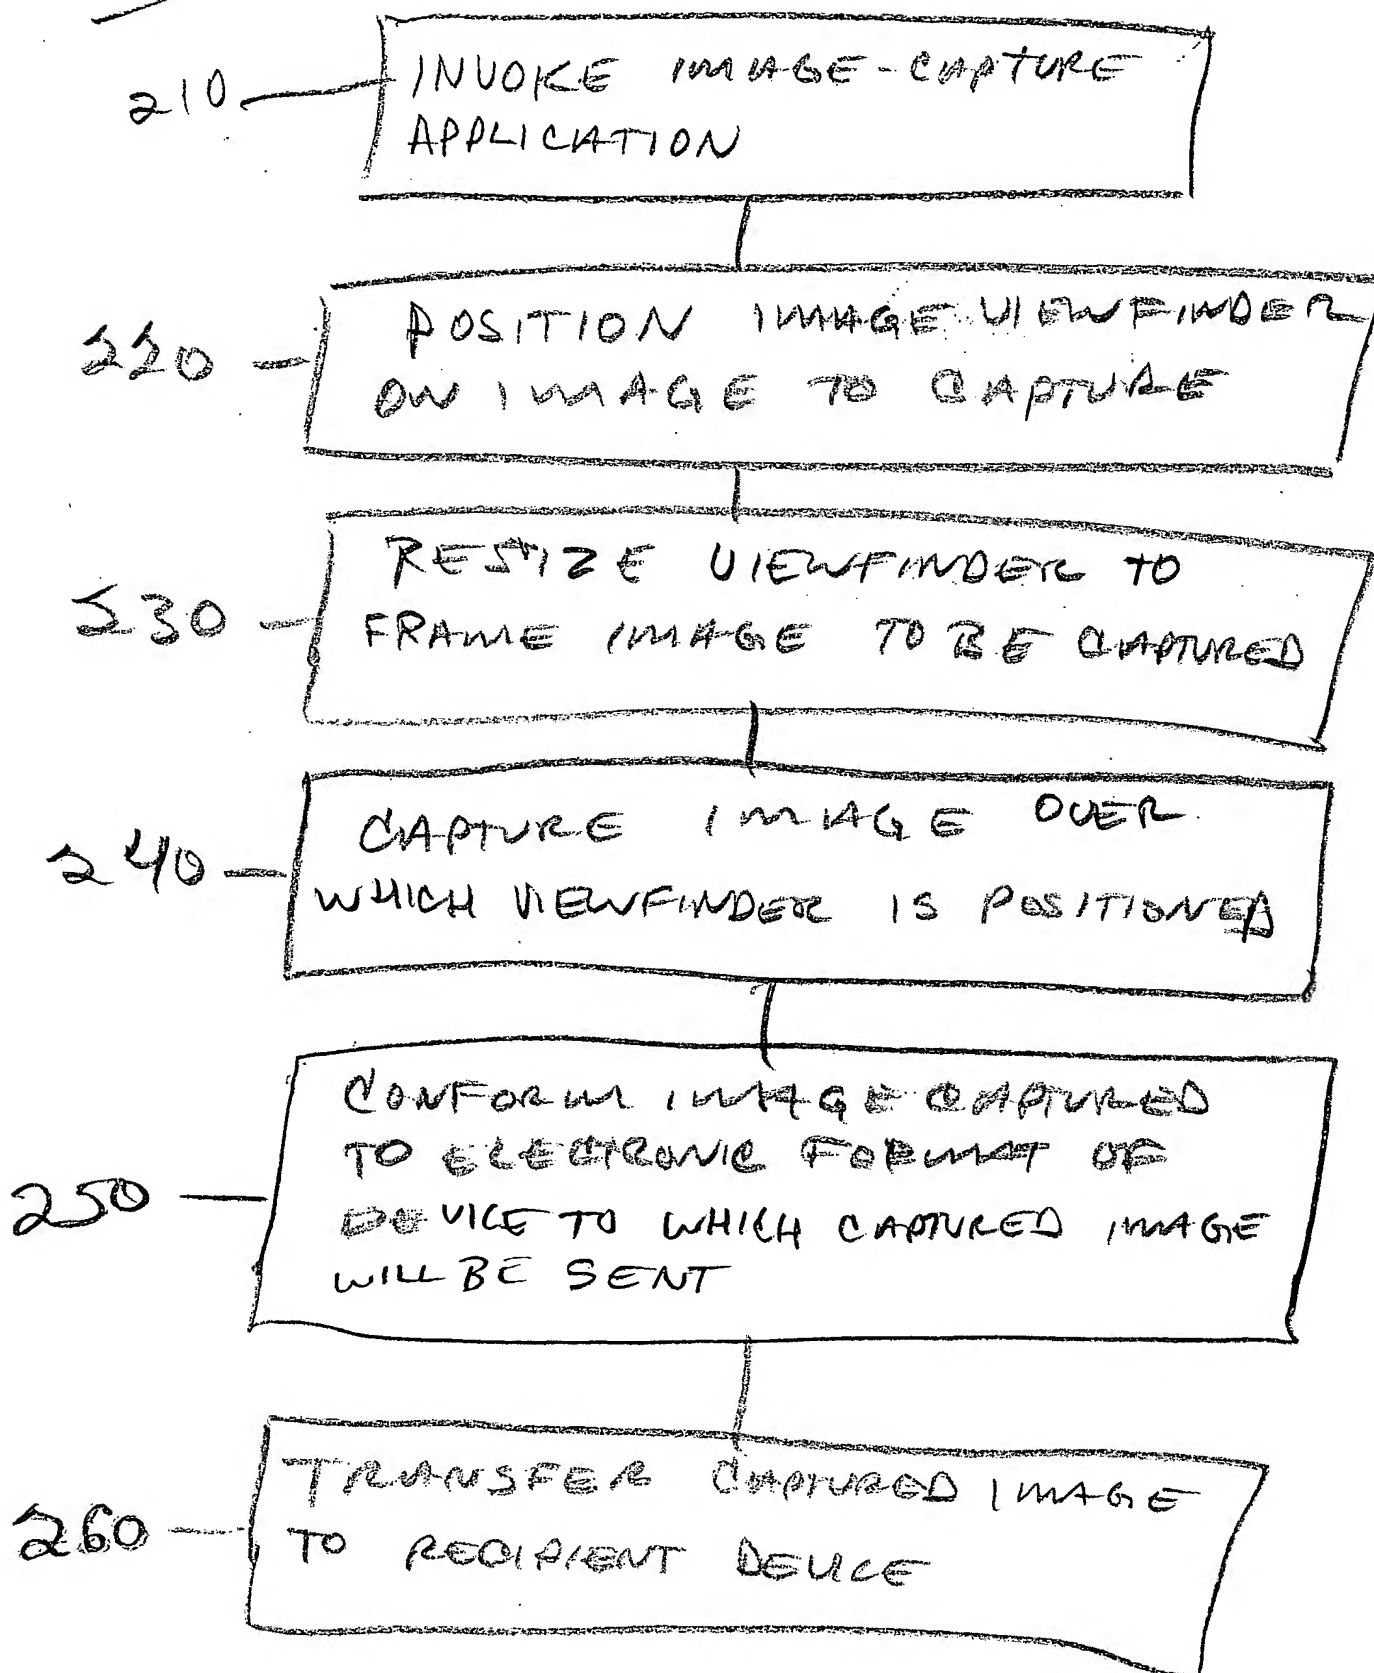 210
INVOKE IMAGE-CAPTURE
APPLICATION
220
POSITION IMAGE VIEWFINDER
ON IMAGE TO CAPTURE
230
RESIZE VIEWFINDER TO
FRAME IMAGE TO BE CAPTURED
240
CAPTURE IMAGE OVER
WHICH VIEWFINDER IS POSITIONED
250
CONFORM IMAGE CAPTURED
TO ELECTRONIC FORMAT OF
DEVICE TO WHICH CAPTURED IMAGE
WILL BE SENT
260
TRANSFER CAPTURED IMAGE
TO RECIPIENT DEVICE